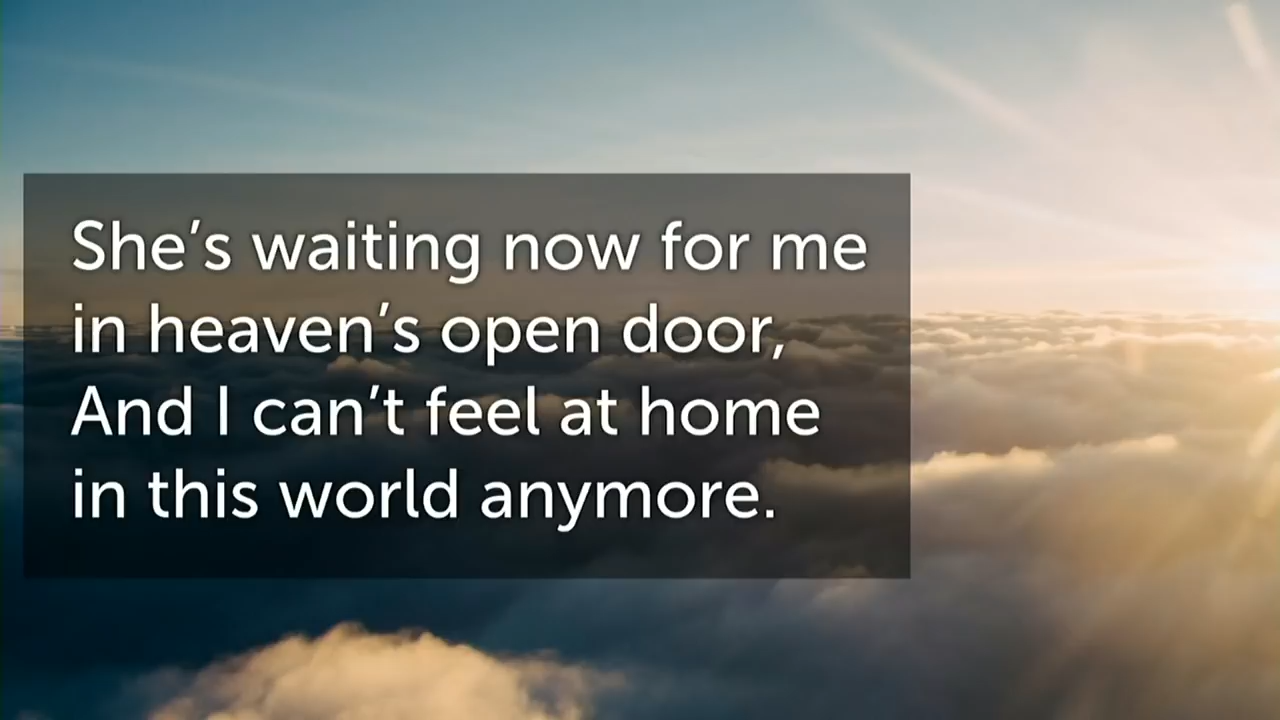 She’s waiting now for me
in heaven’s open door,
And I can’t feel at home
in this world anymore.